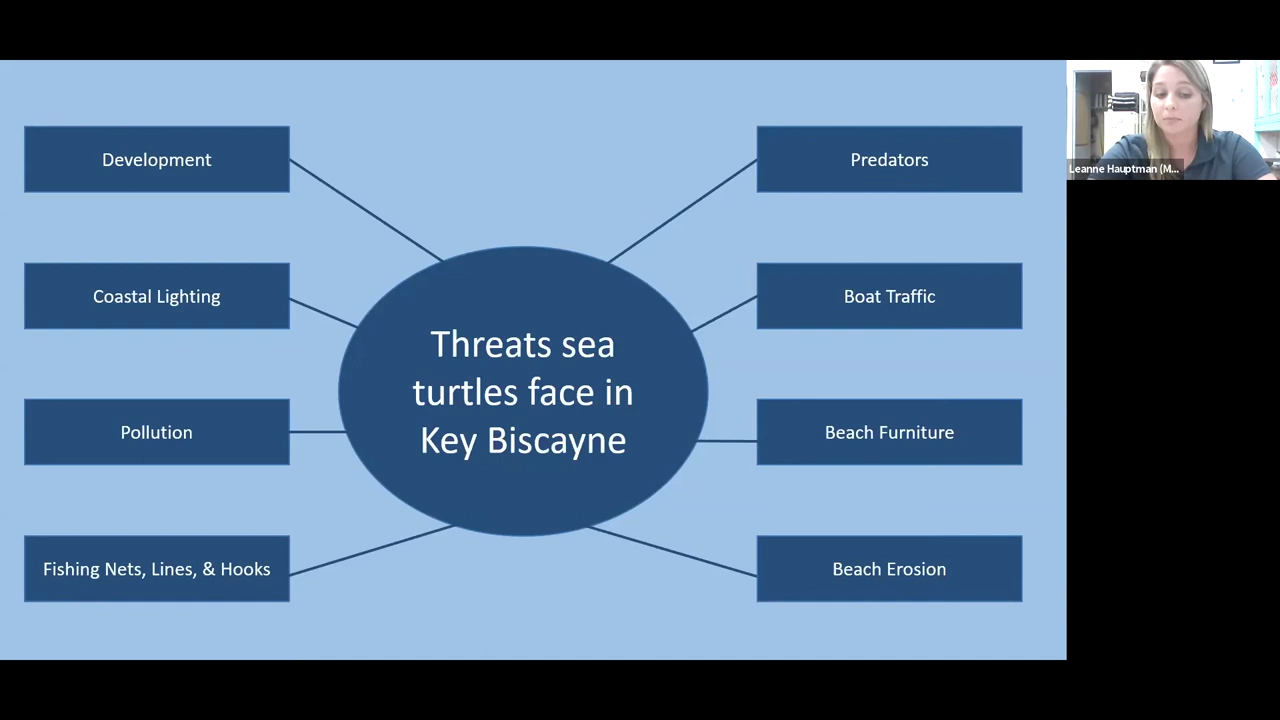 Development
Coastal Lighting
Pollution
Fishing Nets, Lines, & Hooks
Threats sea
turtles face in
Key Biscayne
Predators
Boat Traffic
Beach Furniture
Beach Erosion
Leanne Hauptman (M...